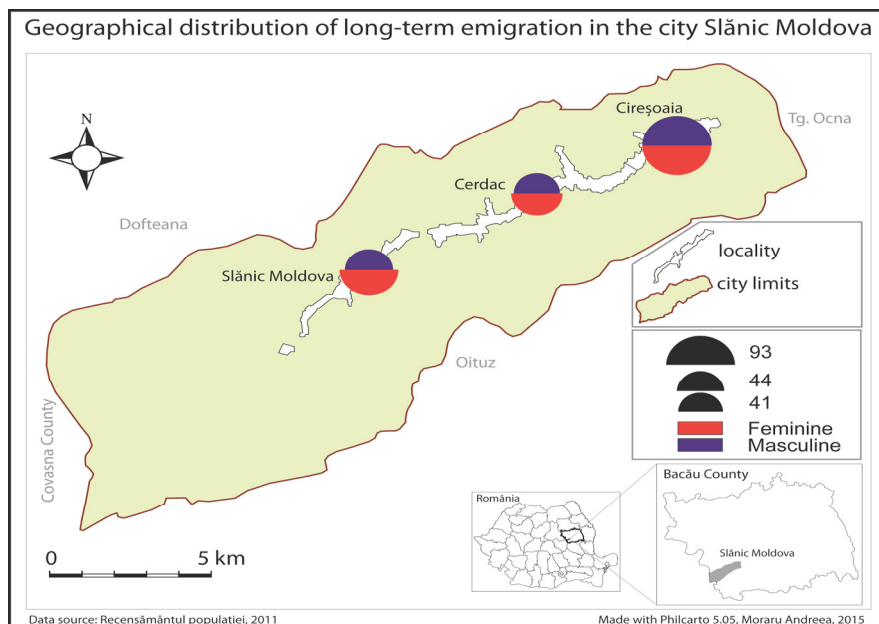 Geographical distribution of long-term emigration in the city Slănic Moldova
N
Cireșoaia
Tg. Ocna
Cerdac
Dofteana
Slănic Moldova
locality
city limits
Oituz
93
44
41
Feminine
Masculine
Covasna County
România
Bacău County
Slănic Moldova
0 5 km
Data source: Recensământul populației, 2011
Made with Philcarto 5.05, Moraru Andreea, 2015